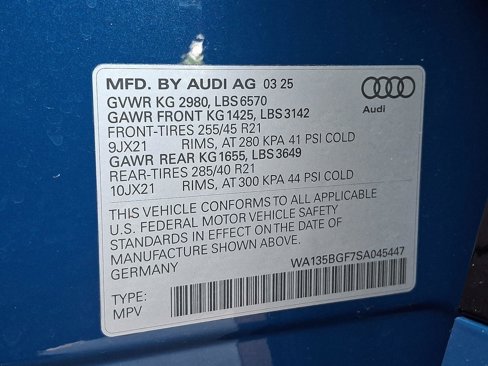 MFD. BY AUDI AG 03 25
GVWR KG 2980, LBS 6570
GAWR FRONT KG 1425, LBS 3142
FRONT-TIRES 255/45 R21
9JX21 RIMS, AT 280 KPA 41 PSI COLD
GAWR REAR KG 1655, LBS 3649
REAR-TIRES 285/40 R21
10JX21 RIMS, AT 300 KPA 44 PSI COLD
THIS VEHICLE CONFORMS TO ALL APPLICABLE
U.S. FEDERAL MOTOR VEHICLE SAFETY
STANDARDS IN EFFECT ON THE DATE OF
MANUFACTURE SHOWN ABOVE.
GERMANY
Audi
WA135BGF7SA045447
TYPE:
MPV